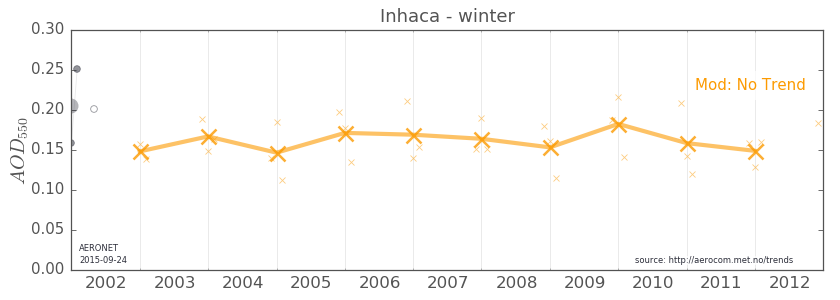 Inhaca - winter
0.30
0.25
0.20
0.15
0.10
0.05
0.00
AOD550
Mod: No Trend
AERONET
2015-09-24
source: http://aerocom.met.no/trends
2002 2003 2004 2005 2006 2007 2008 2009 2010 2011 2012